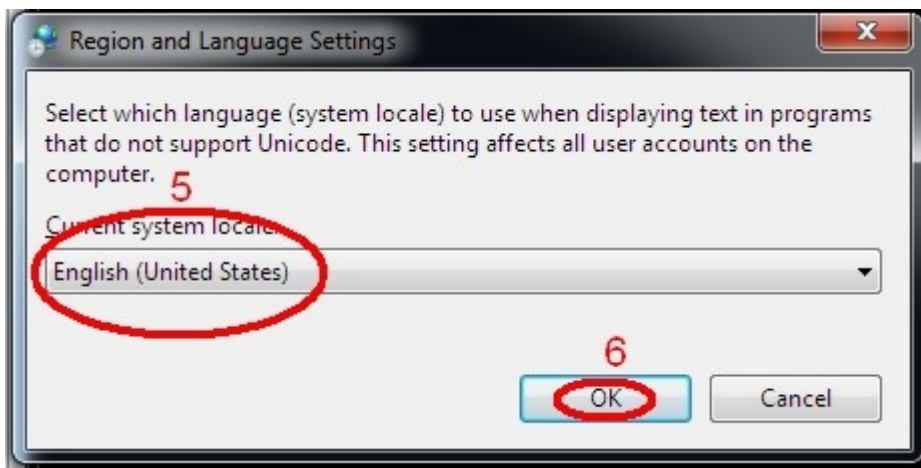 Region and Language Settings
Select which language (system locale) to use when displaying text in programs
that do not support Unicode. This setting affects all user accounts on the
computer.
5
Current system locale:
English (United States)
6
OK
Cancel